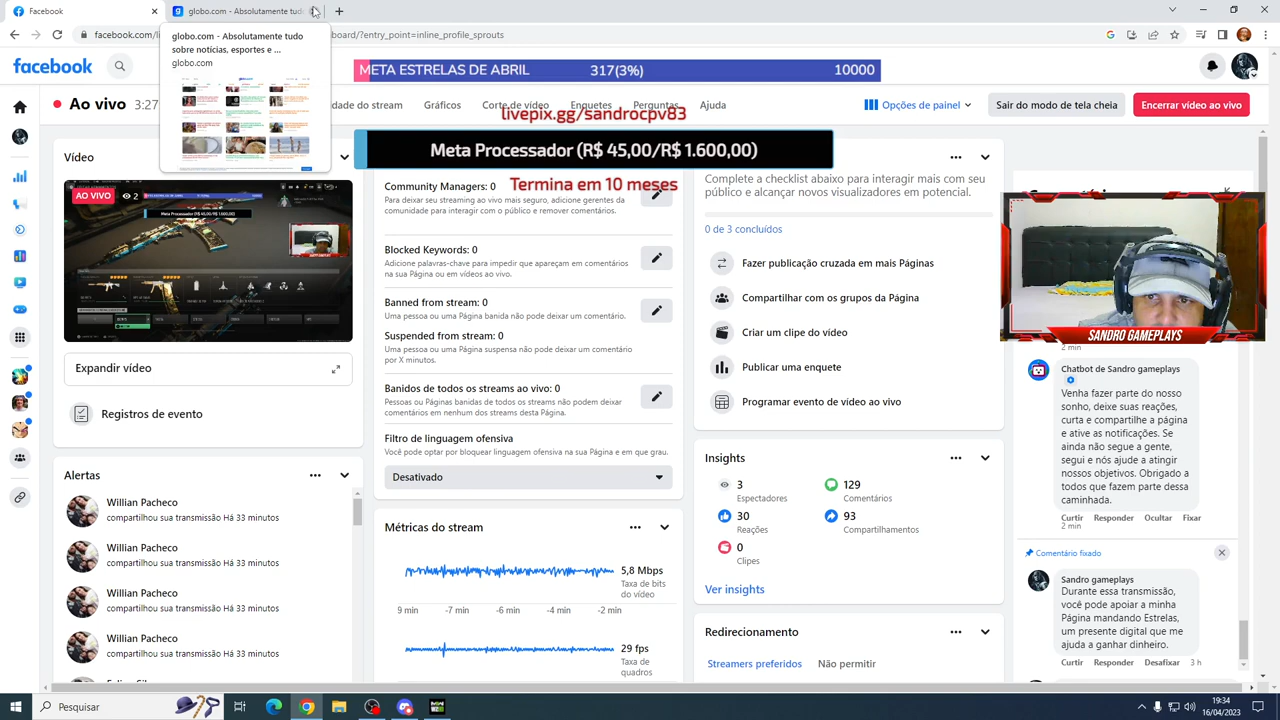 Facebook
globo.com - Absolutamente tudo
facebook.com/li
board/?entry_point=inline_profile_sprouts
globo.com - Absolutamente tudo
sobre notícias, esportes e ...
globo.com
facebook
META ESTRELAS DE ABRIL 317(3%) 10000
Ao vivo 3:27
dade do stream Gráficos Corte de vídeo Enquetes Perguntas Ajuda
livepix.gg/sandrocpv83
Opções de painel
Sair do modo de tela cheia
Encerrar vídeo ao vivo
Meta Processador (R$ 45,00/R$ 1.600,00)
Termina em 10 meses
Vídeo
AO VIVO 2
Expandir vídeo
Registros de evento
Alertas
Willian Pacheco
compartilhou sua transmissão Há 33 minutos
Willian Pacheco
compartilhou sua transmissão Há 33 minutos
Willian Pacheco
compartilhou sua transmissão Há 33 minutos
Willian Pacheco
compartilhou sua transmissão Há 33 minutos
Community Managers: 0
Para deixar seu streaming ao vivo mais seguro, adicione gerentes da
comunidade para interagir com o público e remover comentários.
Blocked Keywords: 0
Adicione palavras-chave para impedir que apareçam em comentários
na sua Página ou em vídeos ao vivo.
Banned from stream: 0
Uma pessoa ou uma Página banida não pode deixar um comentário.
Suspended from stream: 0
Uma pessoa ou uma Página suspensa não pode deixar um comentário
por X minutos.
Banidos de todos os streams ao vivo: 0
Pessoas ou Páginas banidas de todos os streams não podem deixar
comentários em nenhum dos streams desta Página.
Filtro de linguagem ofensiva
Você pode optar por bloquear linguagem ofensiva na sua Página e em que grau.
Desativado
Métricas do stream
5,8 Mbps
Taxa de bits
do vídeo
9 min -7 min -6 min -4 min -2 min
29 fps
Taxa de
quadros
Complete a checklist abaixo para interagir mais com seu
público e alcançar novos visitantes e fãs em potencial.
0 de 3 concluídos
Fazer publicação cruzada em mais Páginas
Compartilhar com os grupos da Página
Criar um clipe do vídeo
Publicar uma enquete
Programar evento de vídeo ao vivo
Insights
3
Espectadores
129
Comentários
30
Reações
93
Compartilhamentos
0
Clipes
Ver insights
Redirecionamento
Streamers preferidos Não permitir
SANDRO GAMEPLAYS
2 min
Chatbot de Sandro gameplays
Venha fazer parte do nosso
sonho, deixe suas reações,
curta e compartilhe a página
e ative as notificações. Se
ainda não segue a gente,
segui e nós ajude a atingir
nossos objetivos. Obrigado a
todos que fazem parte dessa
caminhada.
Curtir Responder Ocultar Fixar
2 min
Comentário fixado
Sandro gameplays
Durante essa transmissão,
você pode apoiar a minha
Página mandando Estrelas,
um presente digital que me
ajuda a ganhar dinheiro.
Curtir Responder Desafixar 3 h
Pesquisar
19:34
16/04/2023